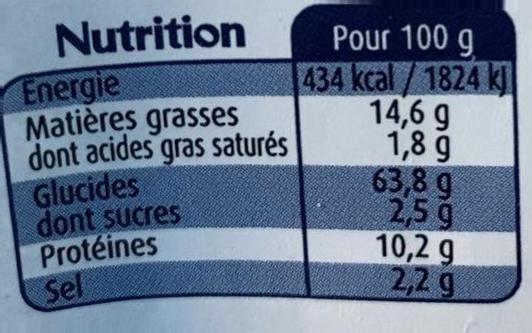 Nutrition Pour 100 g
Énergie 434 kcal / 1824 kJ
Matières grasses 14,6 g
dont acides gras saturés 1,8 g
Glucides 63,8 g
dont sucres 2,5 g
Protéines 10,2 g
Sel 2,2 g